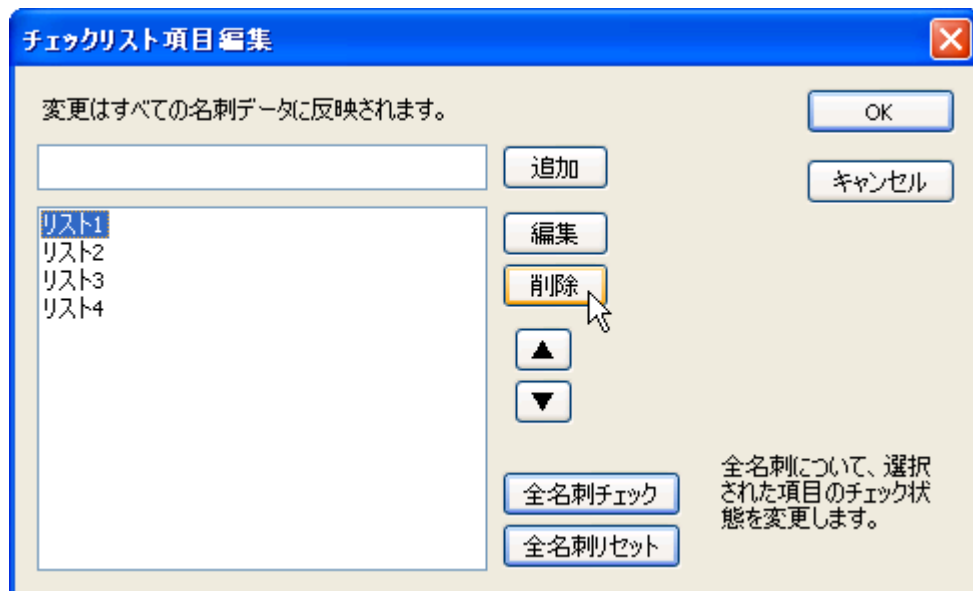 チェックリスト項目編集
変更はすべての名刺データに反映されます。
OK
追加
キャンセル
リスト1
リスト2
リスト3
リスト4
編集
削除
▲
▼
全名刺チェック
全名刺リセット
全名刺について、選択
された項目のチェック状
態を変更します。